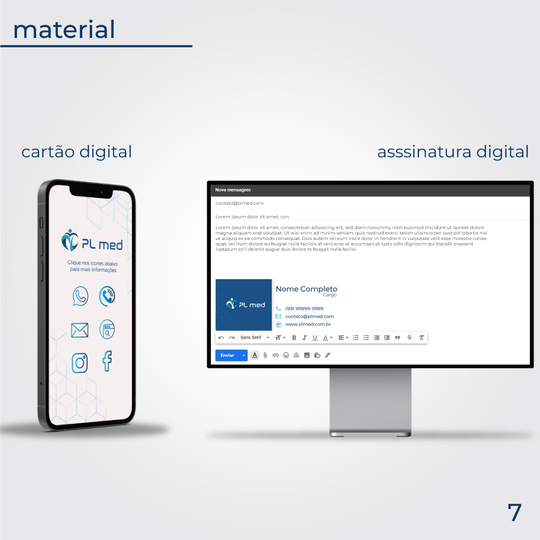 material
cartão digital
asssinatura digital
PL med
Clique nos ícones abaixo
para mais informações
Nova mensagem
contato@plmed.com
Lorem ipsum dolor sit amet, con
Lorem ipsum dolor sit amet, consectetuer adipiscing elit, sed diam nonummy nibh euismod tincidunt ut laoreet dolore
magna aliquam erat volutpat. Ut wisi enim ad minim veniam, quis nostrud exerci tation ullamcorper suscipit lobortis nisl
ut aliquip ex ea commodo consequat. Duis autem vel eum iriure dolor in hendrerit in vulputate velit esse molestie conse-
quat, vel illum dolore eu feugiat nulla facilisis at vero eros et accumsan et iusto odio dignissim qui blandit praesent
luptatum zzril delenit augue duis dolore te feugait nulla facilisi.
PL med
Nome Completo
Cargo
(99) 99999-9999
contato@plmed.com
www.plmed.com.br
Sans Serif
Enviar
7